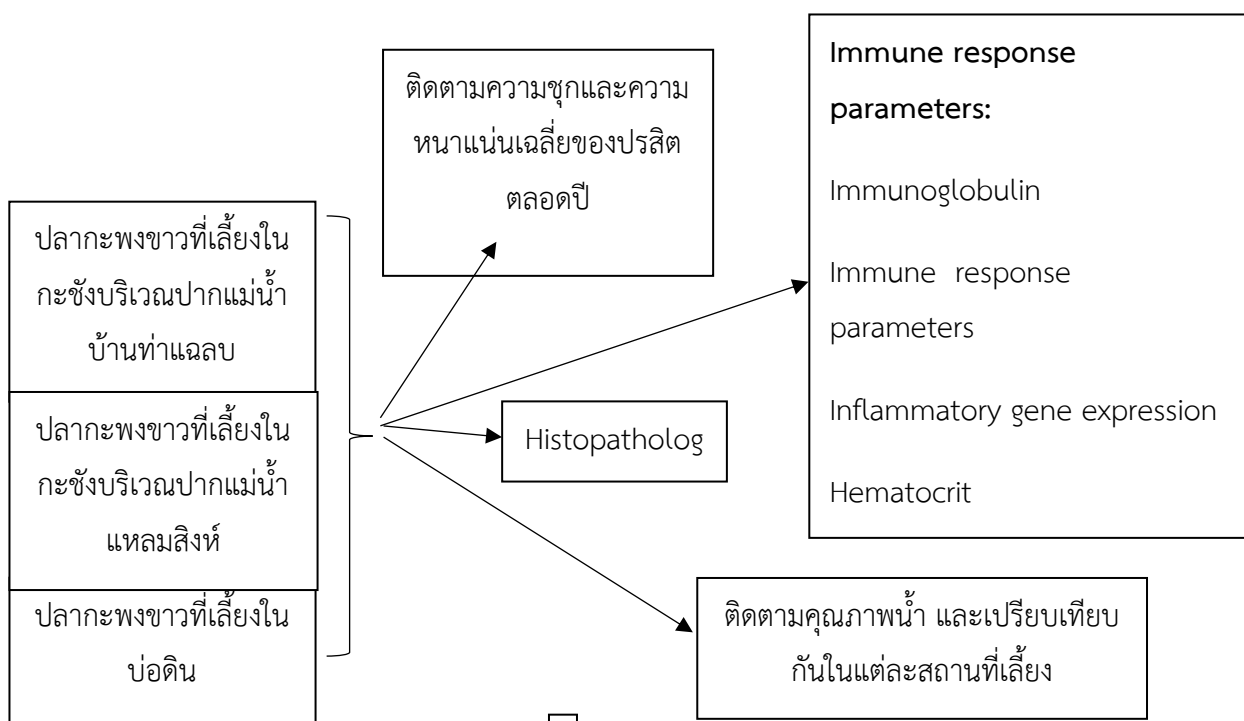 ปลากะพงขาวที่เลี้ยงใน
กะชังบริเวณปากแม่น้ำ
บ้านท่าแฉลบ
ปลากะพงขาวที่เลี้ยงใน
กะชังบริเวณปากแม่น้ำ
แหลมสิงห์
ปลากะพงขาวที่เลี้ยงใน
บ่อดิน
ติดตามความชุกและความ
หนาแน่นเฉลี่ยของปรสิต
ตลอดปี
Histopatholog
Immune response
parameters:
Immunoglobulin
Immune response
parameters
Inflammatory gene expression
Hematocrit
ติดตามคุณภาพน้ำ และเปรียบเทียบ
กันในแต่ละสถานที่เลี้ยง